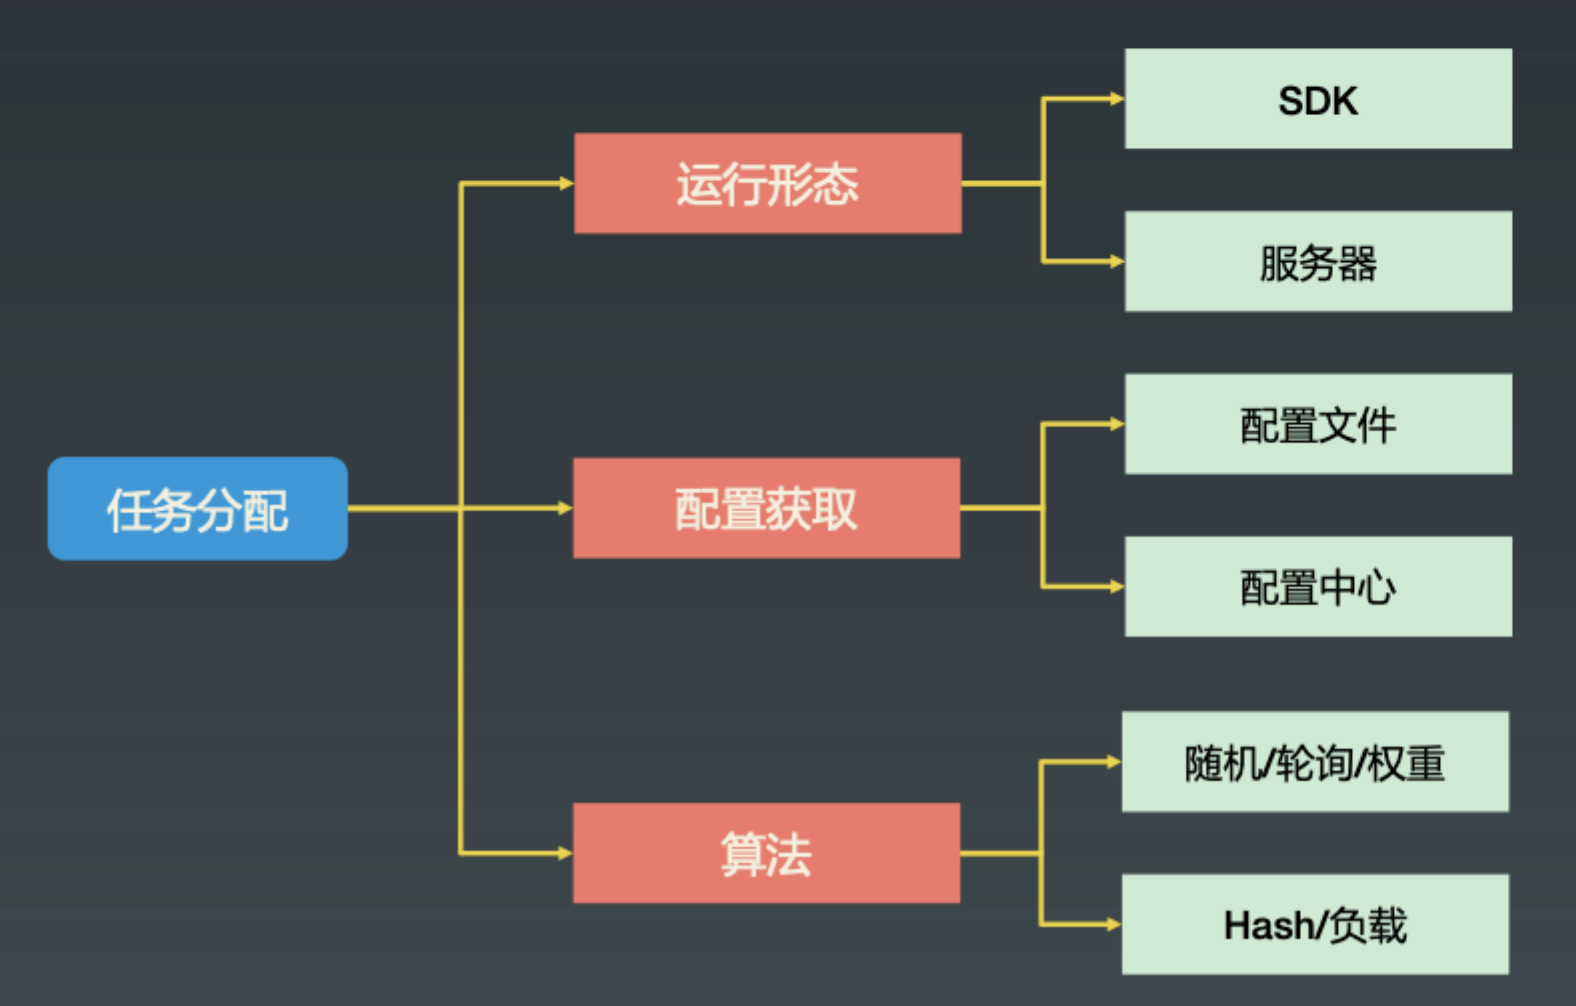 任务分配
运行形态
SDK
服务器
配置获取
配置文件
配置中心
算法
随机/轮询/权重
Hash/负载